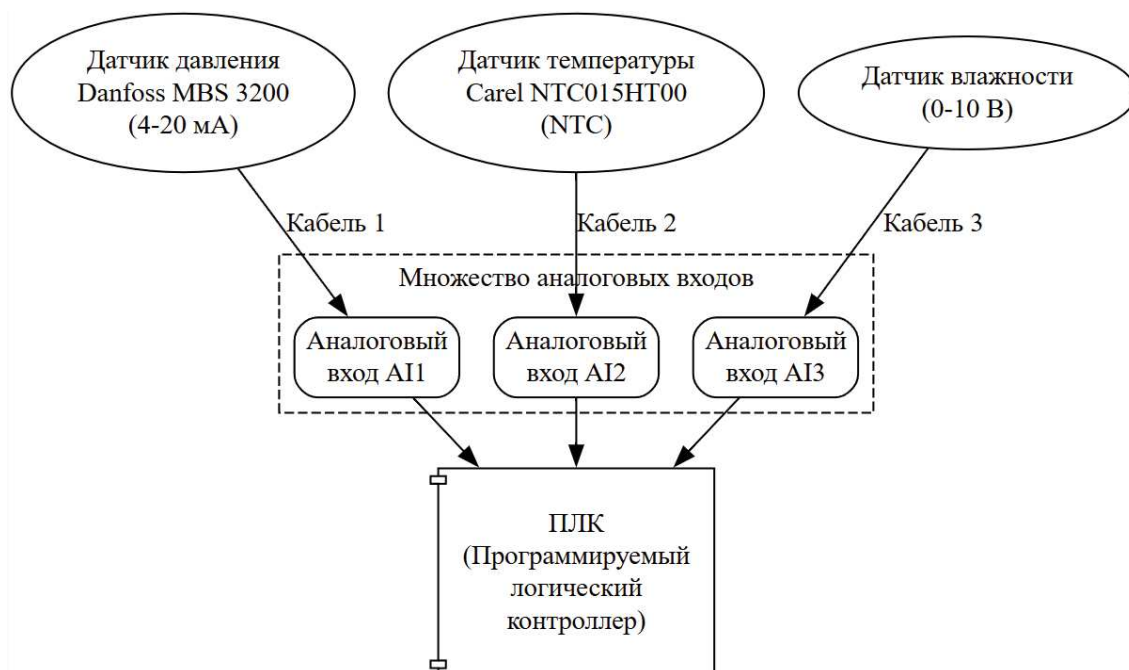 Датчик давления
Danfoss MBS 3200
(4-20 мА)
Датчик температуры
Carel NTC015HT00
(NTC)
Датчик влажности
(0-10 В)
Кабель 1
Кабель 2
Кабель 3
Множество аналоговых входов
Аналоговый
вход AI1
Аналоговый
вход AI2
Аналоговый
вход AI3
ПЛК
(Программируемый
логический
контроллер)